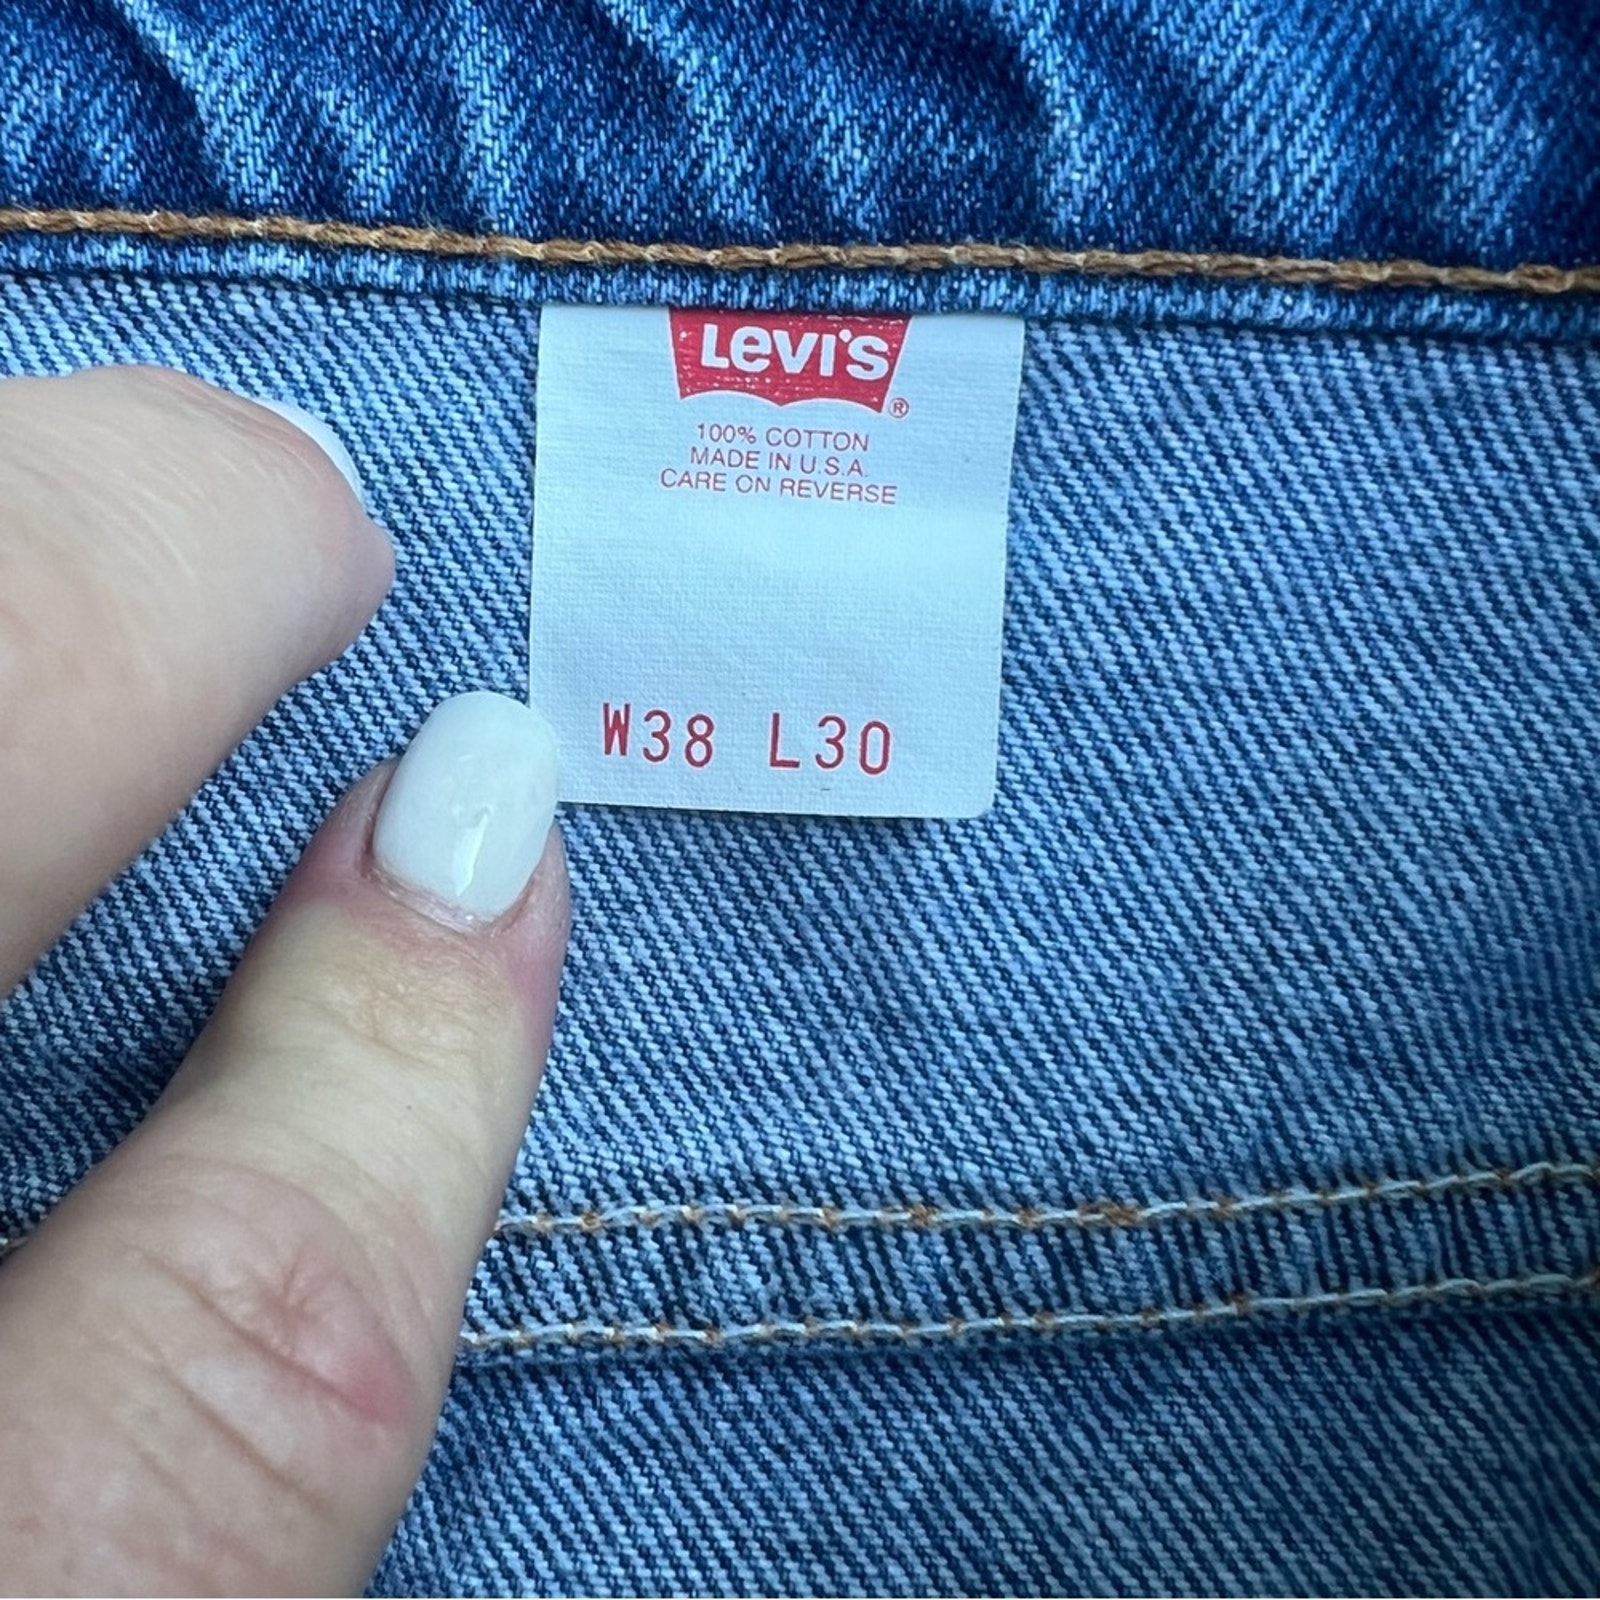 Levi's
®
100% COTTON
MADE IN U.S.A.
CARE ON REVERSE
W38 L30